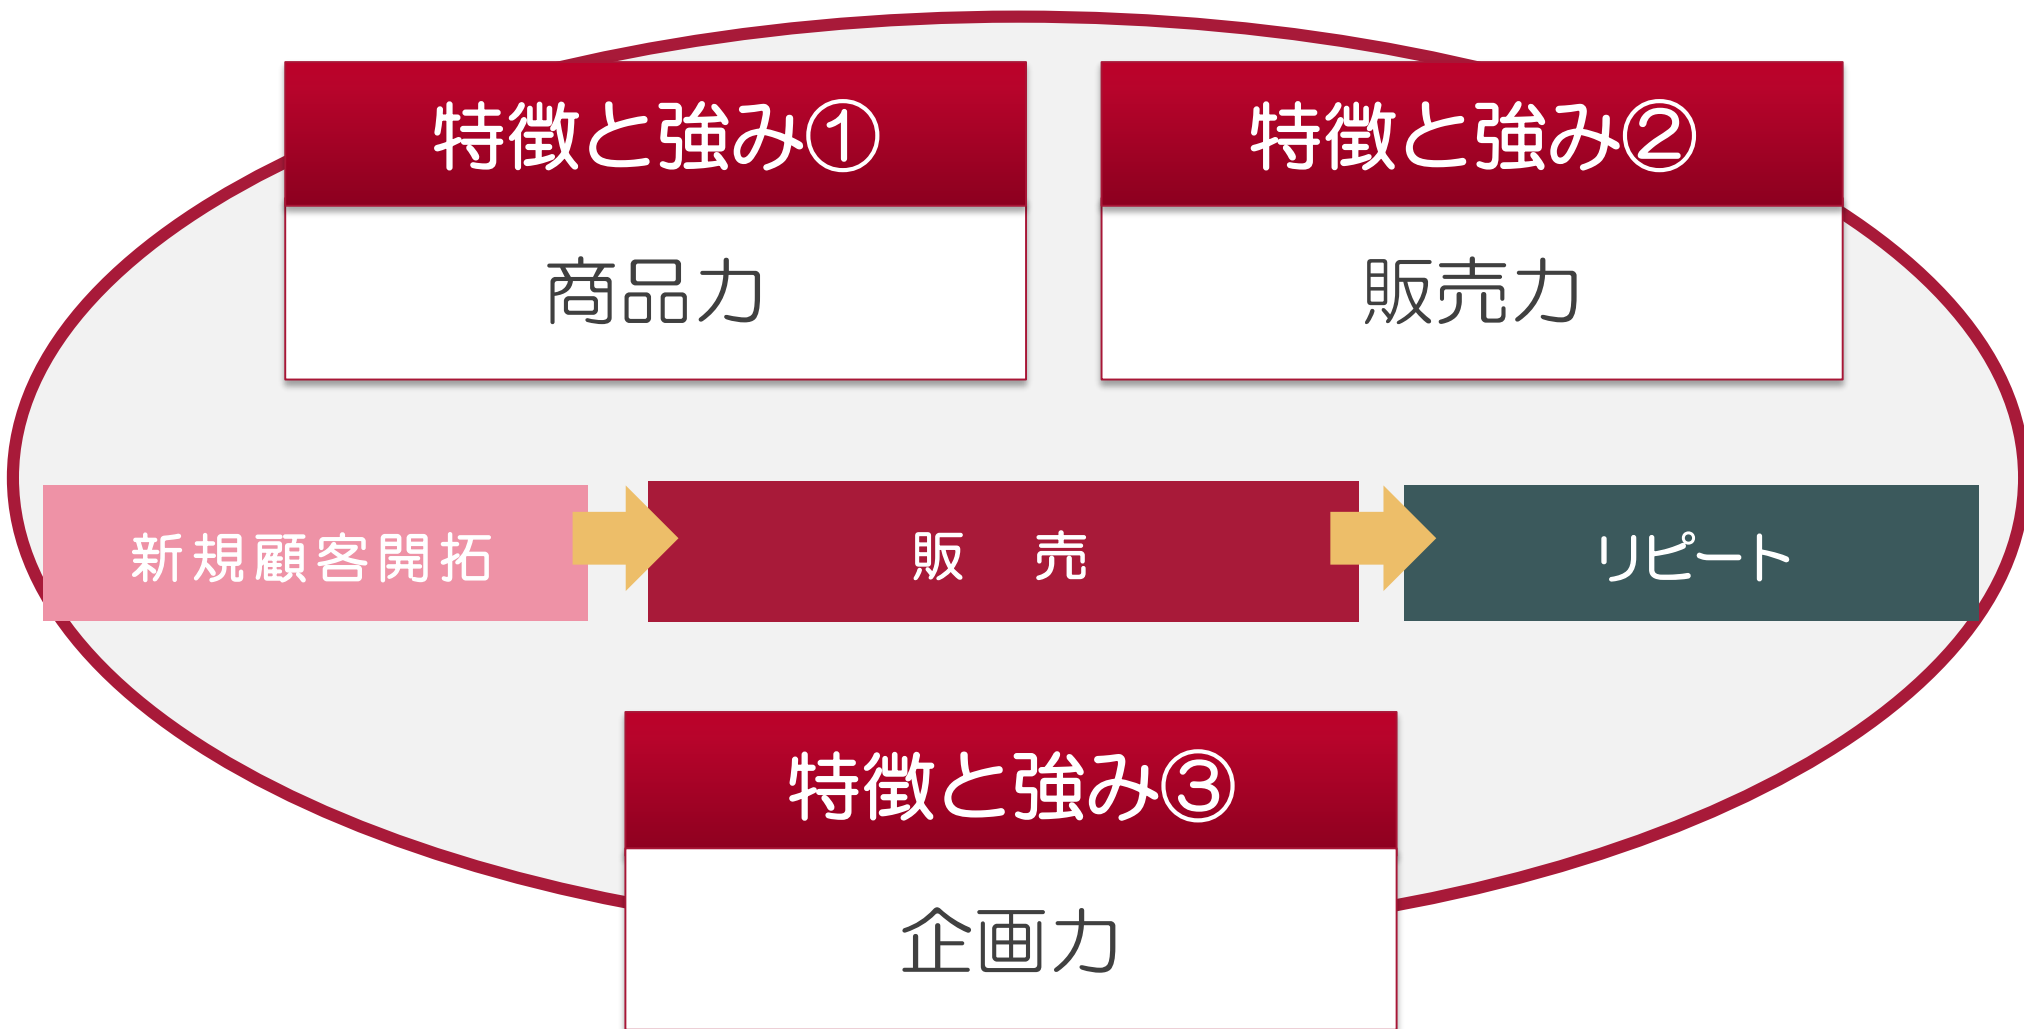 特徴と強み①
特徴と強み②
商品力
販売力
新規顧客開拓
販　売
リピート
特徴と強み③
企画力